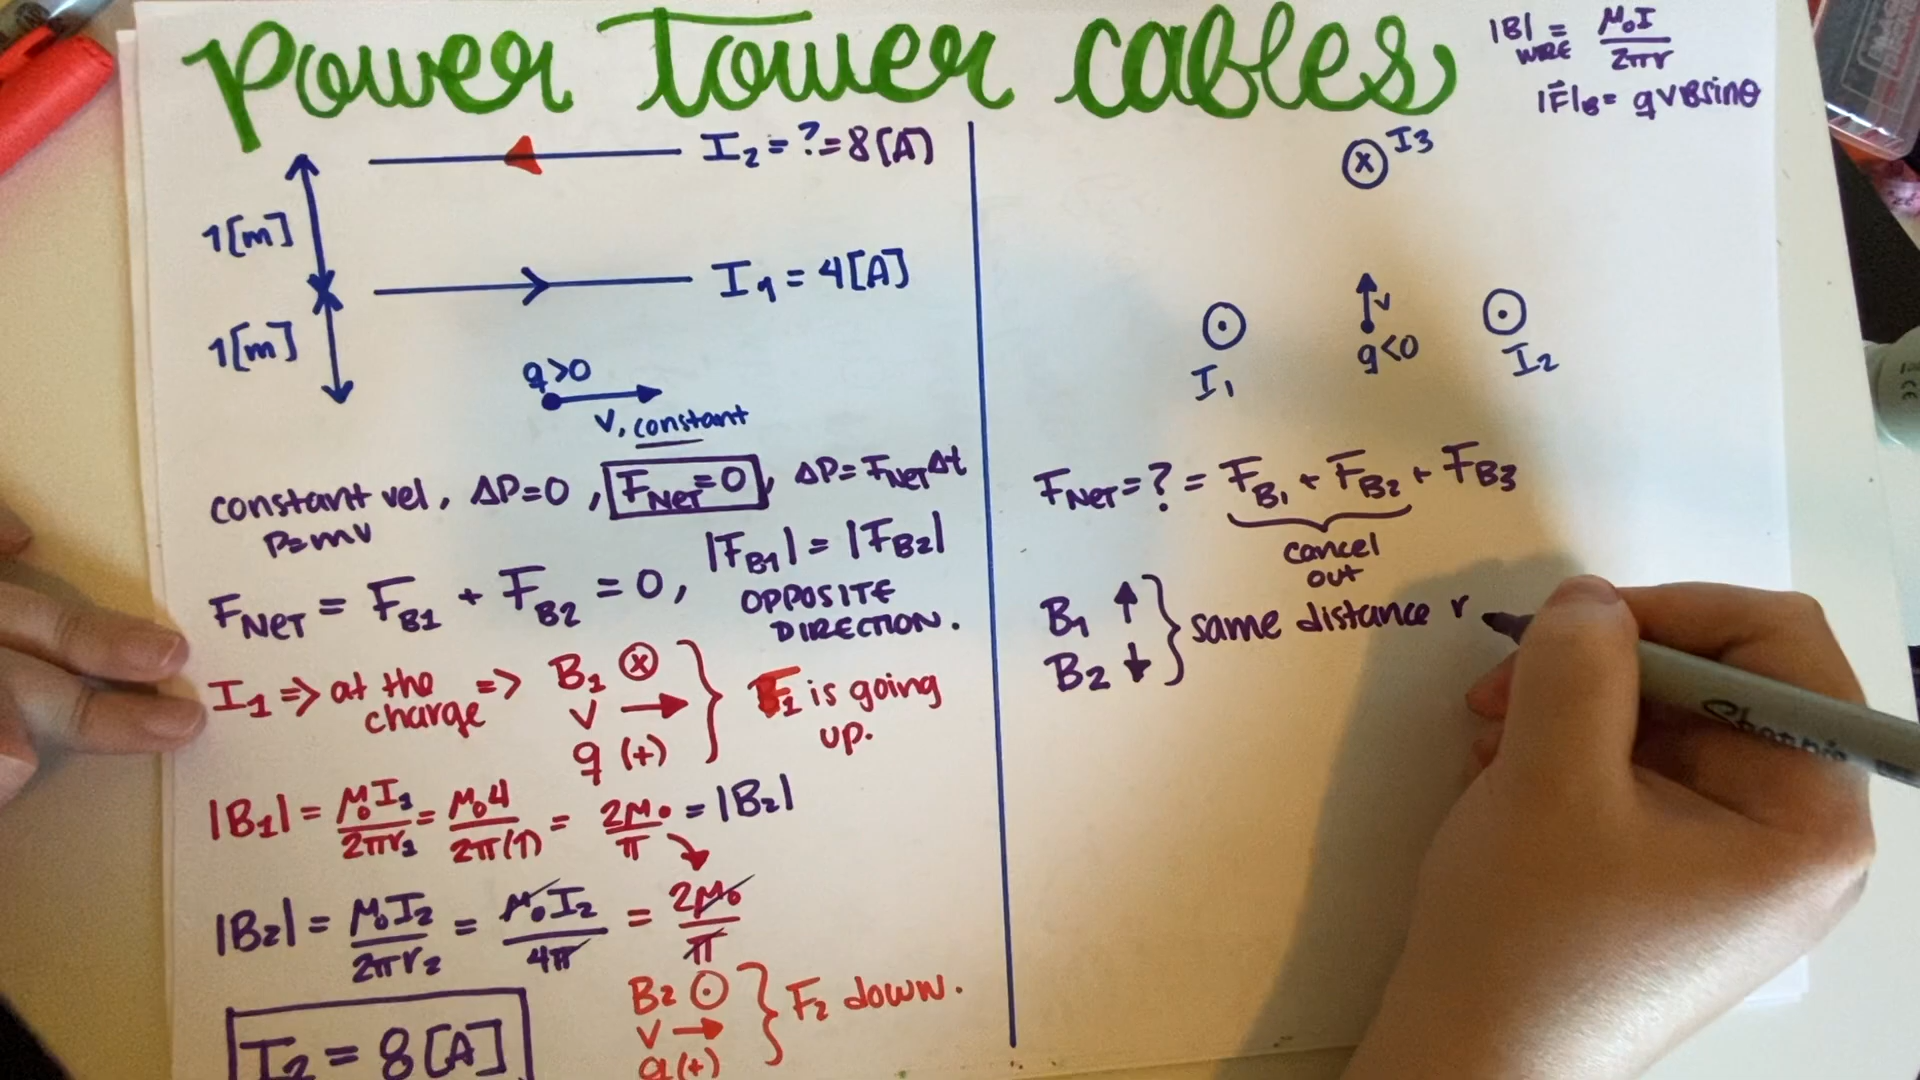 Power Tower cables
|B| WIRE = μ₀I / 2πr
|F⃗|B = qvBsinθ
I₂ = ? = 8[A]
1[m]
I₁ = 4[A]
1[m]
q>0
V, constant
constant vel, ΔP=0, FNET=0, ΔP=FNETΔt
P=mv
FNET = FB1 + FB2 = 0, |FB1| = |FB2|
OPPOSITE
DIRECTION.
I₁ => at the charge => B₁ ⓧ
V →
q (+)
F₁ is going
up.
|B₁| = μ₀I₁ / 2πr₁ = μ₀4 / 2π(1) = 2μ₀ / π = |B₂|
|B₂| = μ₀I₂ / 2πr₂ = μ₀I₂ / 4π = 2μ₀ / π
I₂ = 8[A]
B₂ ⊙
V →
q(+)
F₂ down.
ⓧ I3
v
q<0
I₁
I₂
FNET = ? = FB₁ + FB2 + FB3
cancel
out
B₁ ↑
B₂ ↓
same distance r
Sharpie